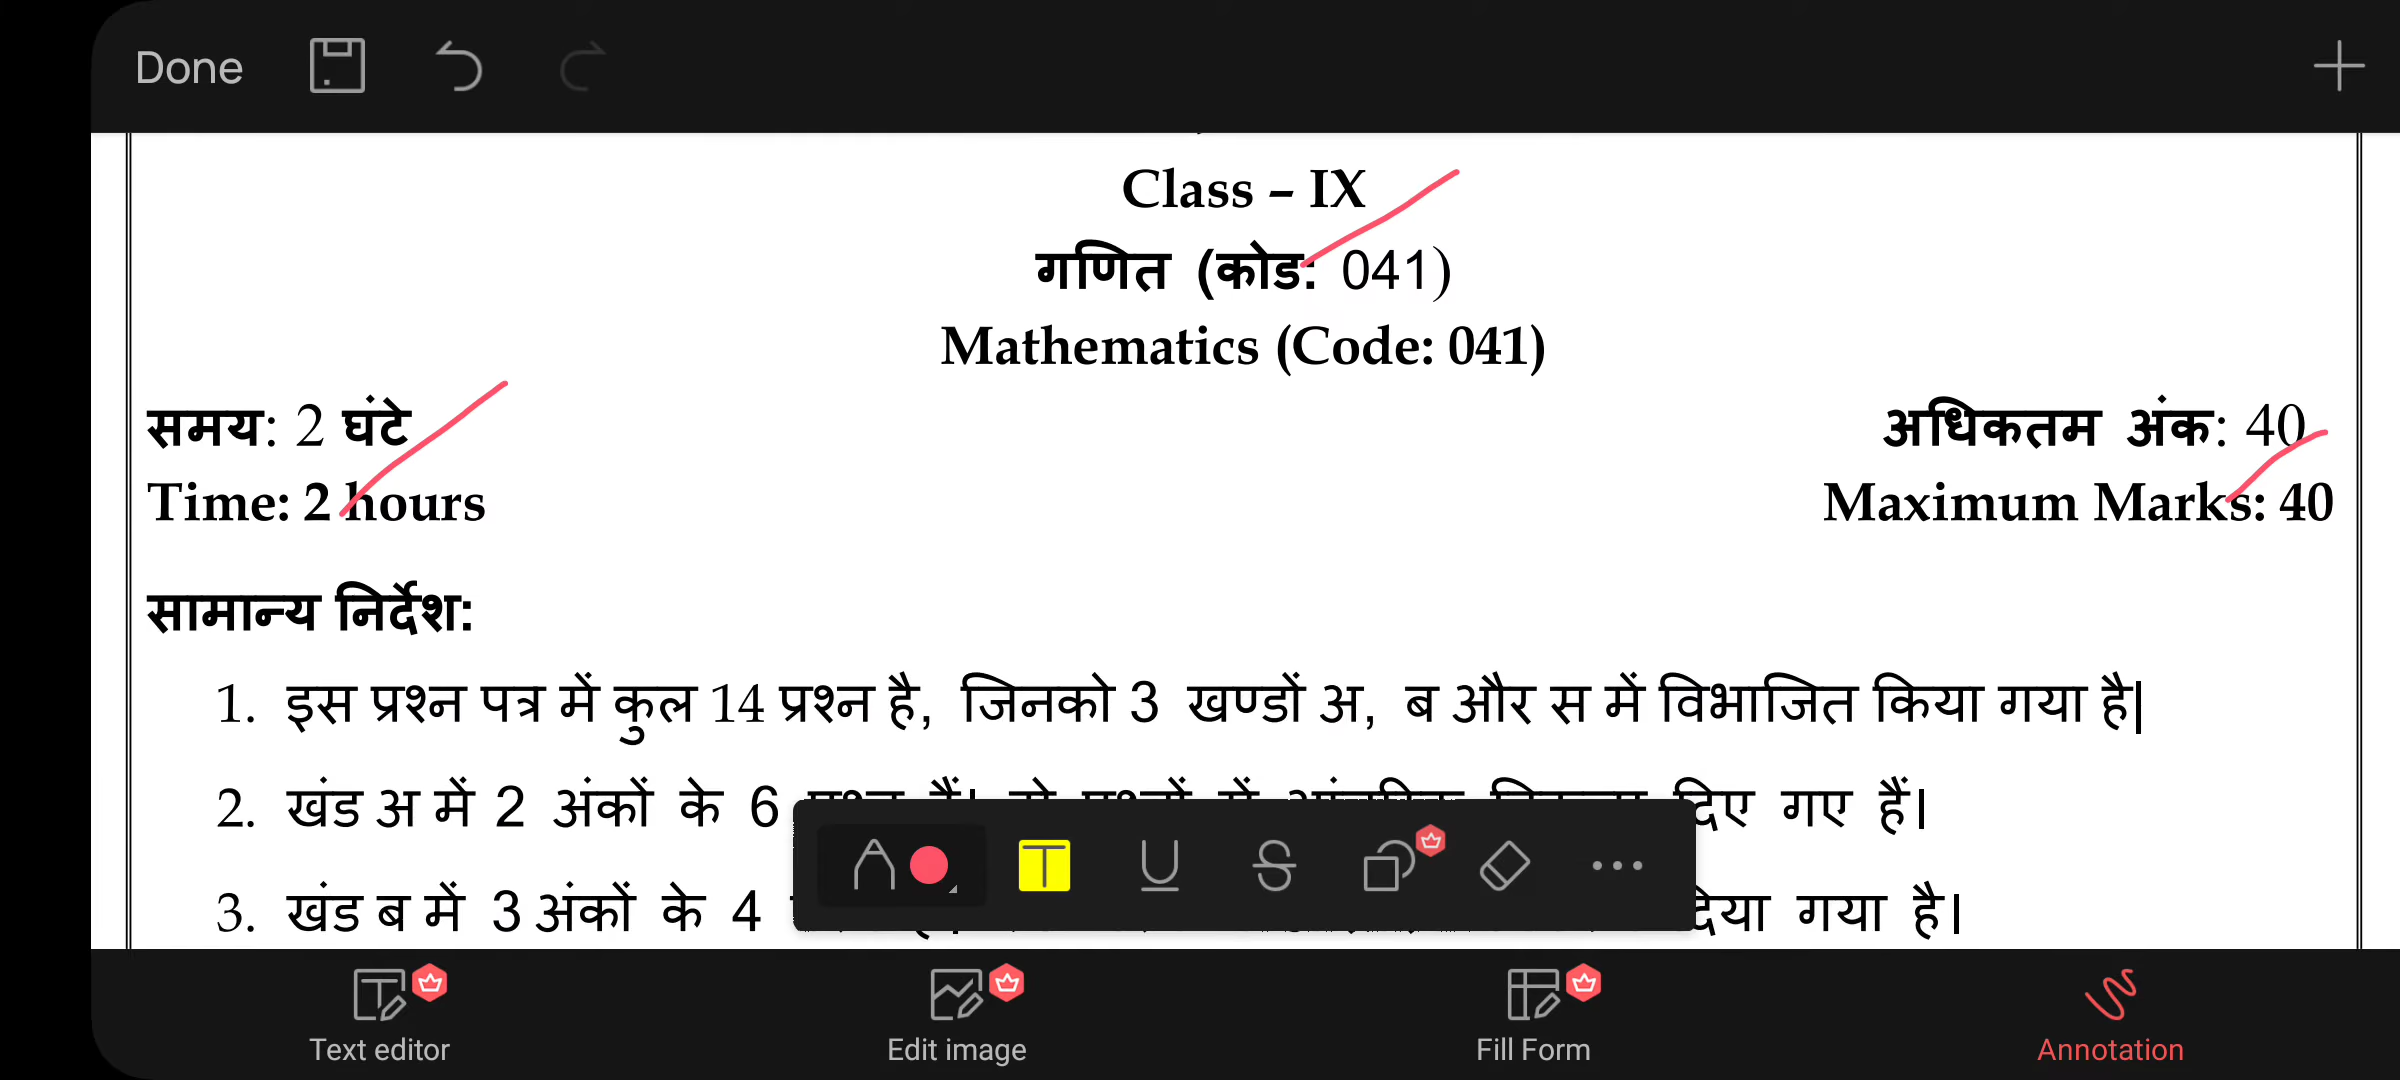 Done
Class – IX
गणित (कोड: 041)
Mathematics (Code: 041)
समय: 2 घंटे
अधिकतम अंक: 40
Time: 2 hours
Maximum Marks: 40
सामान्य निर्देश:
1. इस प्रश्न पत्र में कुल 14 प्रश्न है, जिनको 3 खण्डों अ, ब और स में विभाजित किया गया है|
2. खंड अ में 2 अंकों के 6 दिए गए हैं।
3. खंड ब में 3 अंकों के 4 दिया गया है।
Text editor
Edit image
Fill Form
Annotation